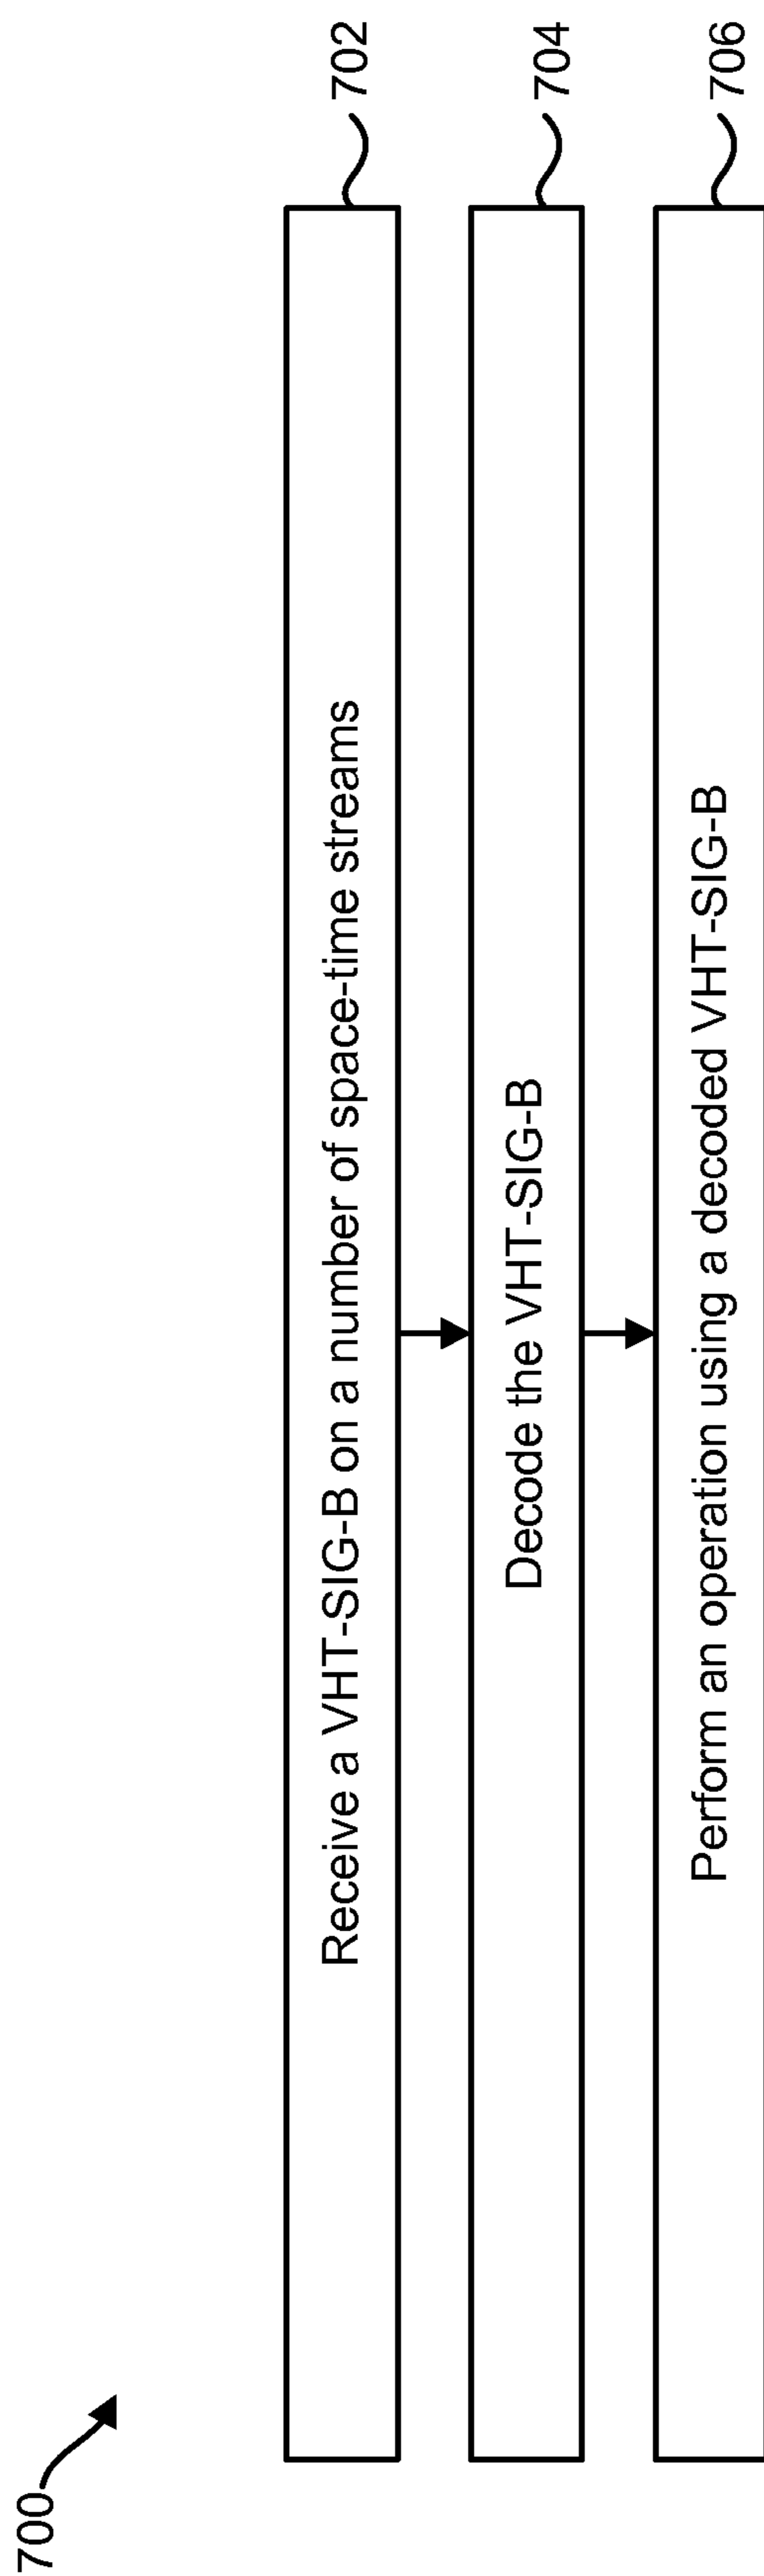 700
702
Receive a VHT-SIG-B on a number of space-time streams
704
Decode the VHT-SIG-B
706
Perform an operation using a decoded VHT-SIG-B